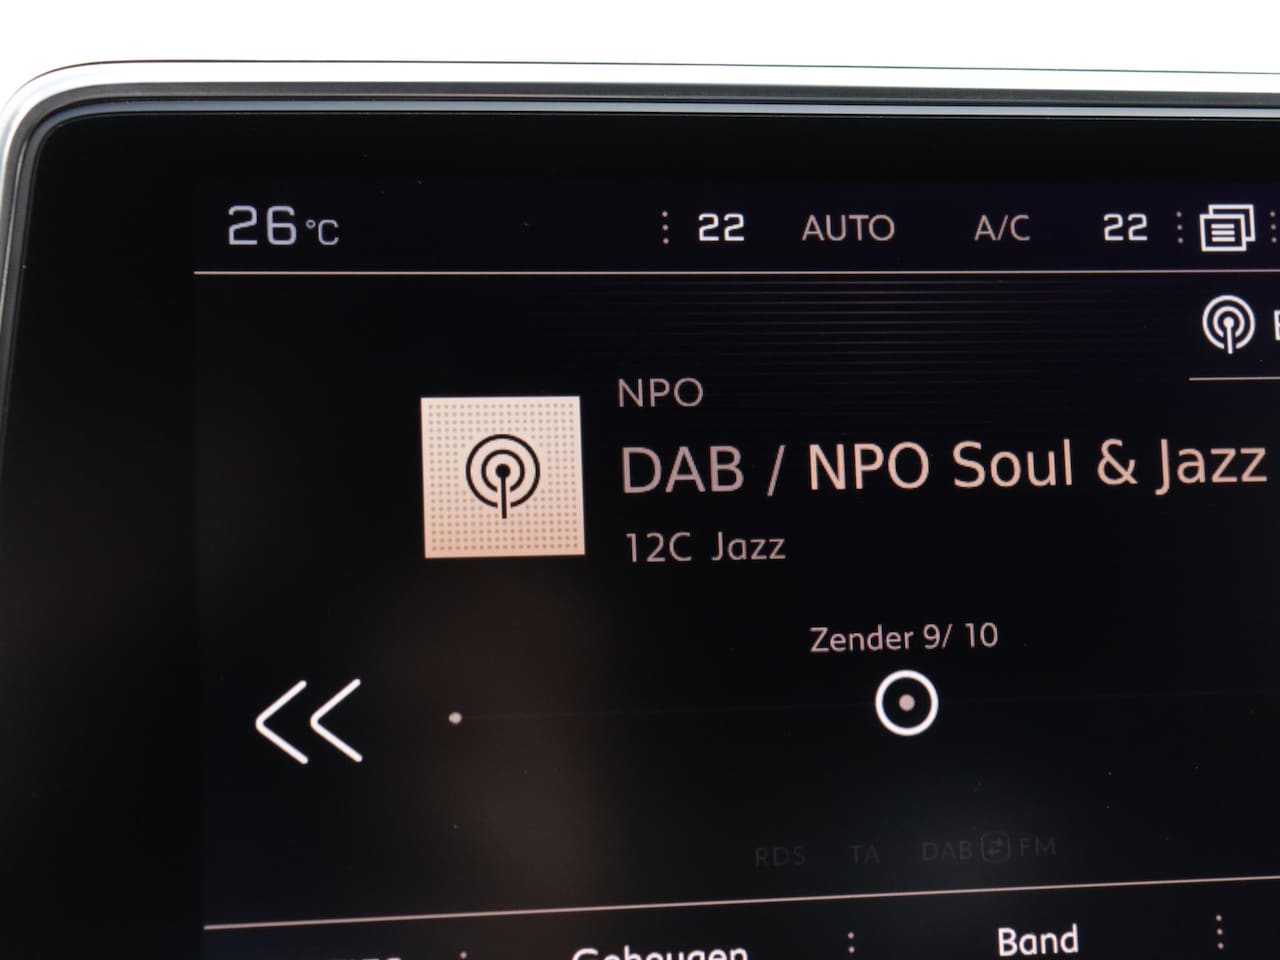 26 °C 22 AUTO A/C 22
NPO
DAB / NPO Soul & Jazz
12C Jazz
Zender 9/ 10
RDS TA DAB FM
Geheugen Band